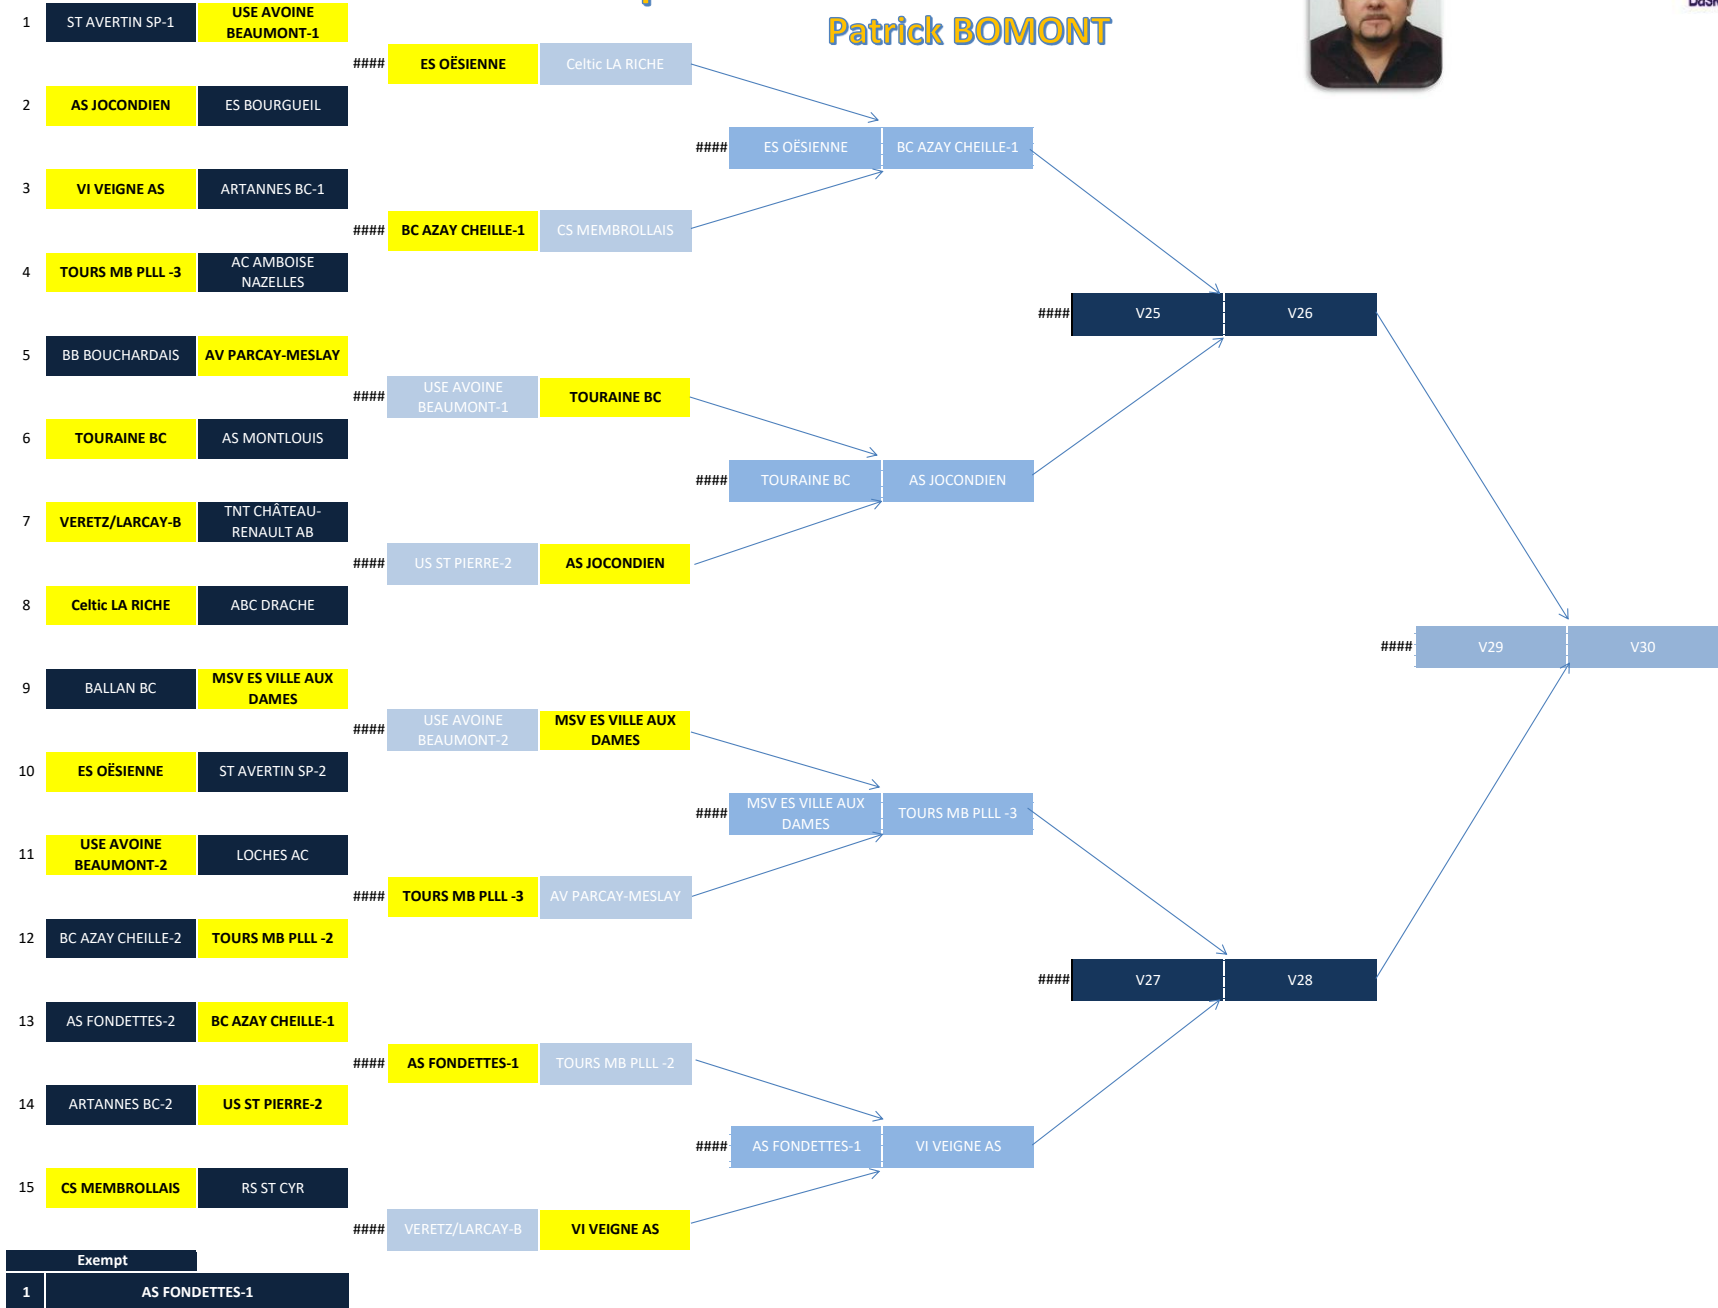 Patrick BOMONT
1 ST AVERTIN SP-1 USE AVOINE
BEAUMONT-1
#### ES OËSIENNE Celtic LA RICHE
2 AS JOCONDIEN ES BOURGUEIL
#### ES OËSIENNE BC AZAY CHEILLE-1
3 VI VEIGNE AS ARTANNES BC-1
#### BC AZAY CHEILLE-1 CS MEMBROLLAIS
4 TOURS MB PLLL -3 AC AMBOISE
NAZELLES
#### V25 V26
5 BB BOUCHARDAIS AV PARCAY-MESLAY
#### USE AVOINE
BEAUMONT-1 TOURAINE BC
6 TOURAINE BC AS MONTLOUIS
#### TOURAINE BC AS JOCONDIEN
7 VERETZ/LARCAY-B TNT CHÂTEAU-
RENAULT AB
#### US ST PIERRE-2 AS JOCONDIEN
8 Celtic LA RICHE ABC DRACHE
#### V29 V30
9 BALLAN BC MSV ES VILLE AUX
DAMES
#### USE AVOINE
BEAUMONT-2 MSV ES VILLE AUX
DAMES
10 ES OËSIENNE ST AVERTIN SP-2
#### MSV ES VILLE AUX
DAMES TOURS MB PLLL -3
11 USE AVOINE
BEAUMONT-2 LOCHES AC
#### TOURS MB PLLL -3 AV PARCAY-MESLAY
12 BC AZAY CHEILLE-2 TOURS MB PLLL -2
#### V27 V28
13 AS FONDETTES-2 BC AZAY CHEILLE-1
#### AS FONDETTES-1 TOURS MB PLLL -2
14 ARTANNES BC-2 US ST PIERRE-2
#### AS FONDETTES-1 VI VEIGNE AS
15 CS MEMBROLLAIS RS ST CYR
#### VERETZ/LARCAY-B VI VEIGNE AS
Exempt
1 AS FONDETTES-1